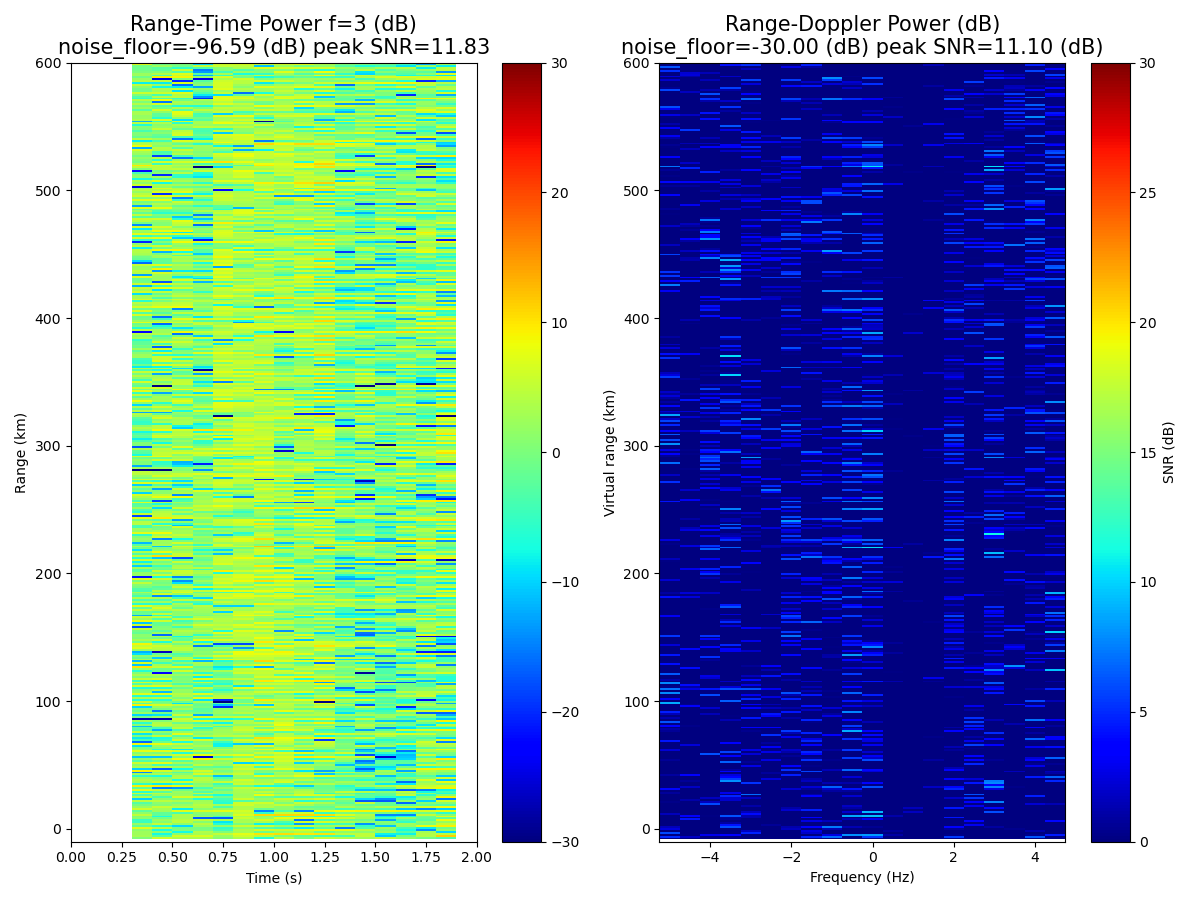 Range-Time Power f=3 (dB)
noise_floor=-96.59 (dB) peak SNR=11.83
600
500
400
300
200
100
0
Range (km)
0.00 0.25 0.50 0.75 1.00 1.25 1.50 1.75 2.00
Time (s)
30
20
10
0
−10
−20
−30
Range-Doppler Power (dB)
noise_floor=-30.00 (dB) peak SNR=11.10 (dB)
600
500
400
300
200
100
0
Virtual range (km)
−4 −2 0 2 4
Frequency (Hz)
30
25
20
15
10
5
0
SNR (dB)